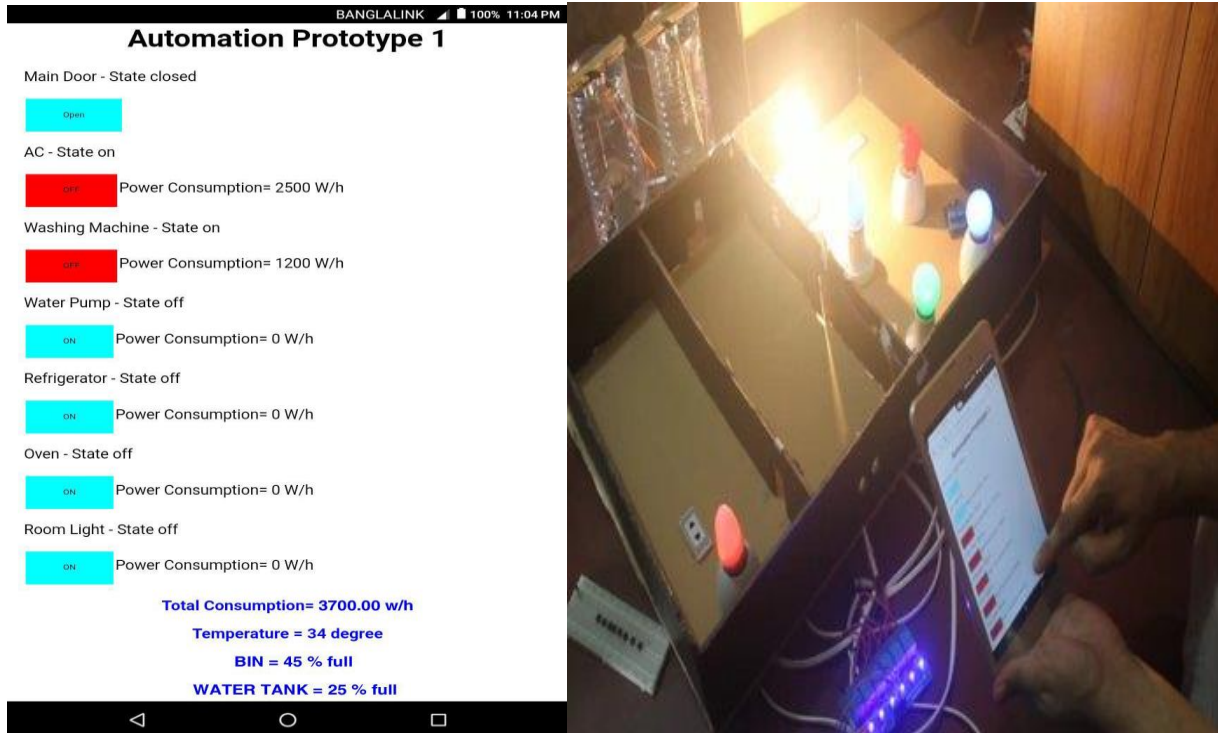 BANGLALINK 100% 11:04 PM
Automation Prototype 1
Main Door - State closed
Open
AC - State on
OFF Power Consumption= 2500 W/h
Washing Machine - State on
OFF Power Consumption= 1200 W/h
Water Pump - State off
ON Power Consumption= 0 W/h
Refrigerator - State off
ON Power Consumption= 0 W/h
Oven - State off
ON Power Consumption= 0 W/h
Room Light - State off
ON Power Consumption= 0 W/h
Total Consumption= 3700.00 w/h
Temperature = 34 degree
BIN = 45 % full
WATER TANK = 25 % full